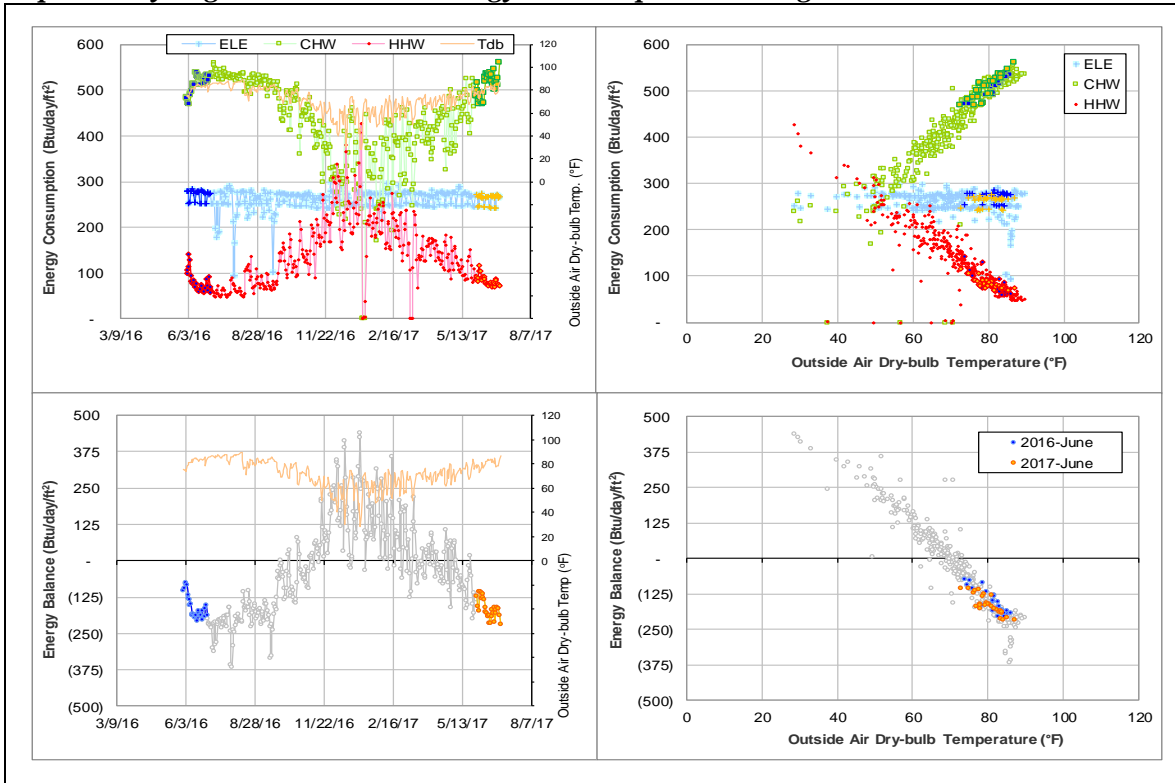 ELE CHW HHW Tdb
600
500
400
300
200
100
-
120
100
80
60
40
20
0
Energy Consumption (Btu/day/ft²)
Outside Air Dry-bulb Temp. (°F)
3/9/16 6/3/16 8/28/16 11/22/16 2/16/17 5/13/17 8/7/17
600
500
400
300
200
100
-
Energy Consumption (Btu/day/ft²)
ELE
CHW
HHW
0 20 40 60 80 100 120
Outside Air Dry-bulb Temperature (°F)
500
375
250
125
-
(125)
(250)
(375)
(500)
120
100
80
60
40
20
0
Energy Balance (Btu/day/ft²)
Outside Air Dry-bulb Temp (°F)
3/9/16 6/3/16 8/28/16 11/22/16 2/16/17 5/13/17 8/7/17
500
375
250
125
-
(125)
(250)
(375)
(500)
Energy Balance (Btu/day/ft²)
2016-June
2017-June
0 20 40 60 80 100 120
Outside Air Dry-bulb Temperature (°F)